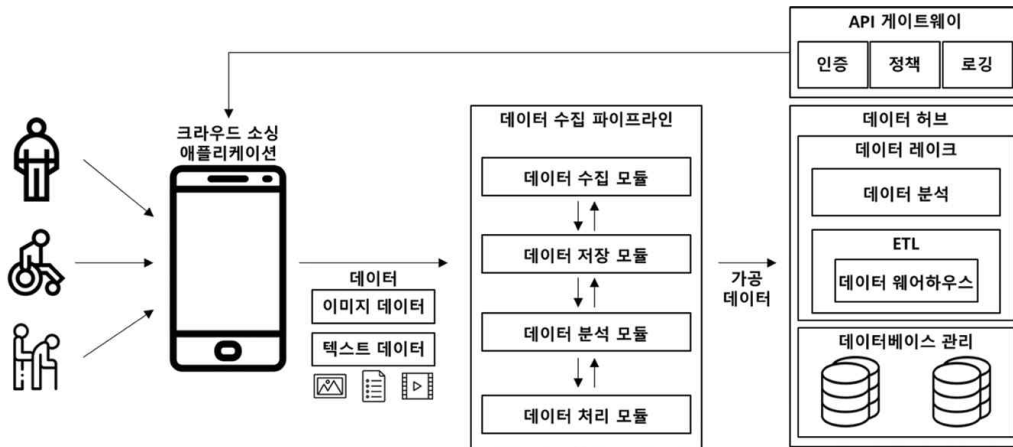 API 게이트웨이
인증
정책
로깅
크라우드 소싱
애플리케이션
데이터
이미지 데이터
텍스트 데이터
데이터 수집 파이프라인
데이터 수집 모듈
데이터 저장 모듈
데이터 분석 모듈
데이터 처리 모듈
가공
데이터
데이터 허브
데이터 레이크
데이터 분석
ETL
데이터 웨어하우스
데이터베이스 관리